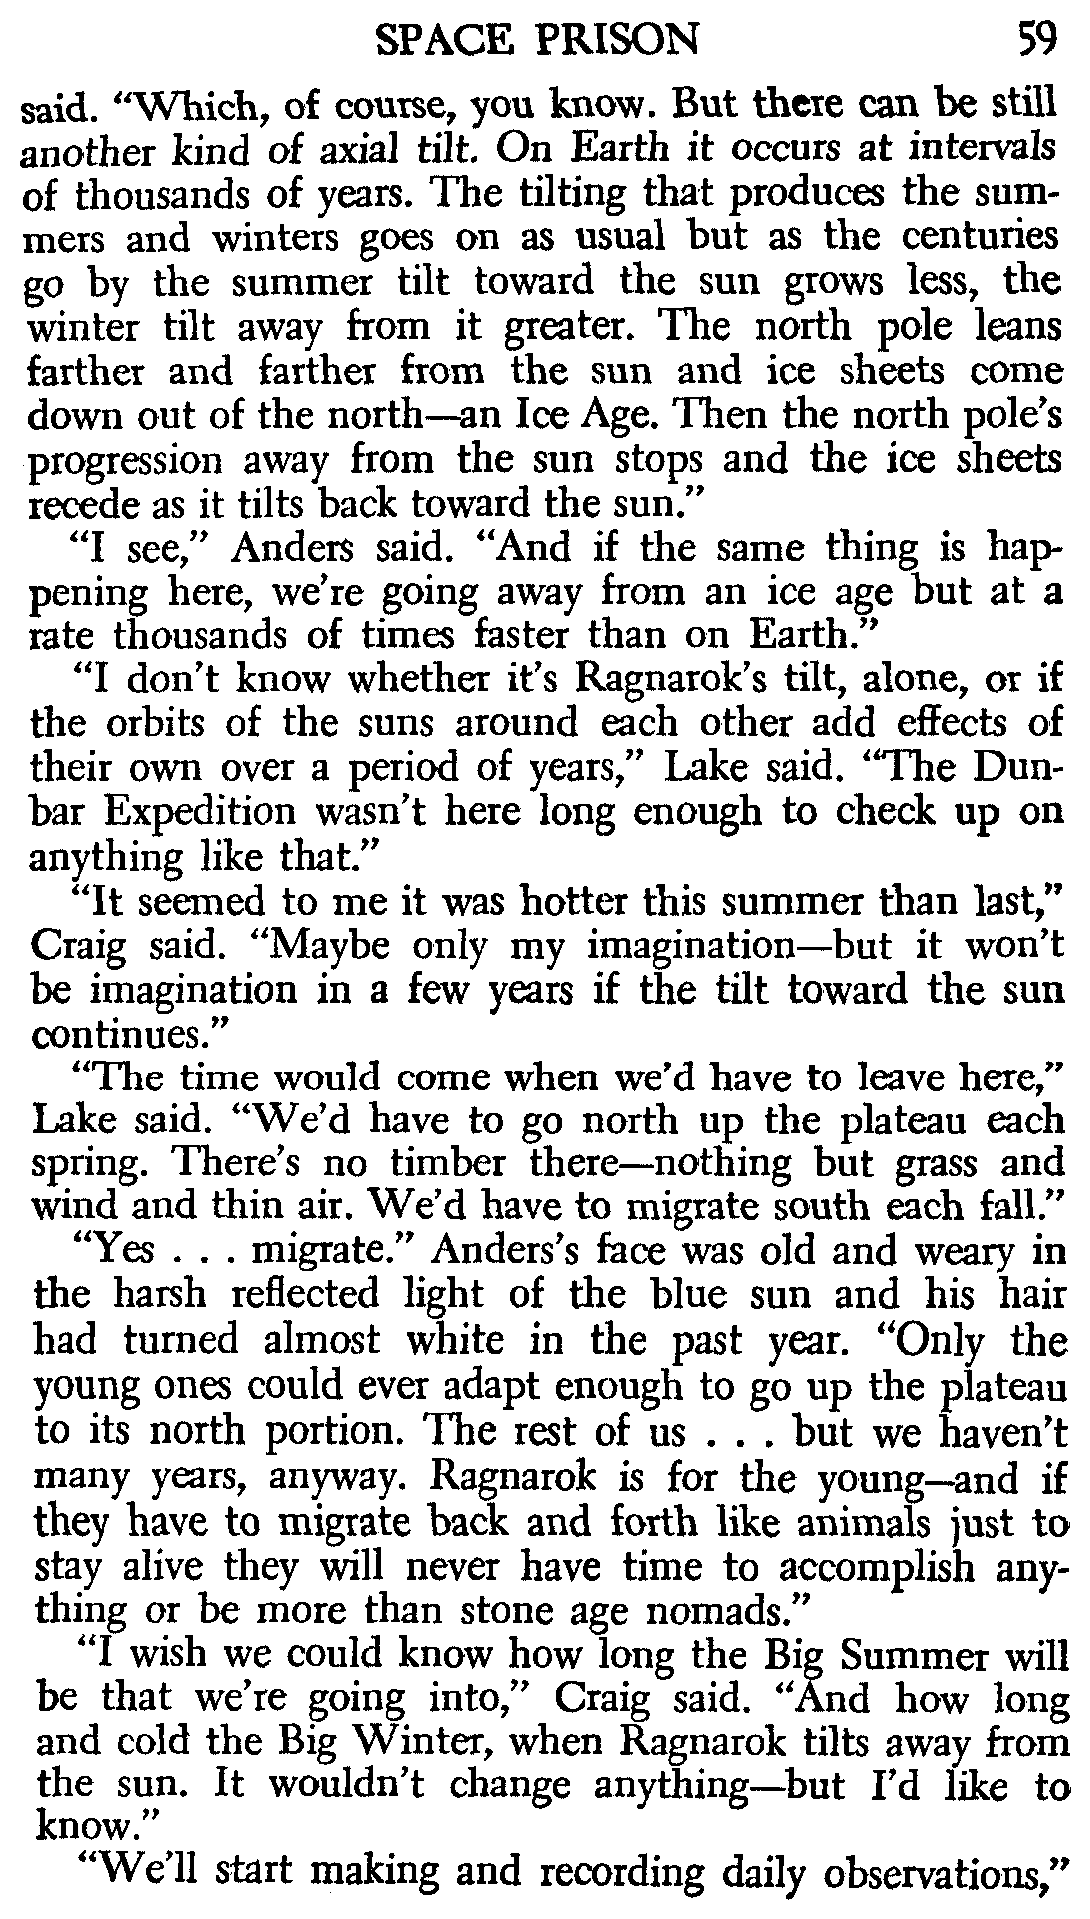 SPACE PRISON 59
said. “Which, of course, you know. But there can be still
another kind of axial tilt. On Earth it occurs at intervals
of thousands of years. The tilting that produces the sum-
mers and winters goes on as usual but as the centuries
go by the summer tilt toward the sun grows less, the
winter tilt away from it greater. The north pole leans
farther and farther from the sun and ice sheets come
down out of the north—an Ice Age. Then the north pole’s
progression away from the sun stops and the ice sheets
recede as it tilts back toward the sun.”
“I see,” Anders said. “And if the same thing is hap-
pening here, we’re going away from an ice age but at a
rate thousands of times faster than on Earth.”
“I don’t know whether it’s Ragnarok’s tilt, alone, or if
the orbits of the suns around each other add effects of
their own over a period of years,” Lake said. “The Dun-
bar Expedition wasn’t here long enough to check up on
anything like that.”
“It seemed to me it was hotter this summer than last,”
Craig said. “Maybe only my imagination—but it won’t
be imagination in a few years if the tilt toward the sun
continues.”
“The time would come when we’d have to leave here,”
Lake said. “We’d have to go north up the plateau each
spring. There’s no timber there—nothing but grass and
wind and thin air. We’d have to migrate south each fall.”
“Yes . . . migrate.” Anders’s face was old and weary in
the harsh reflected light of the blue sun and his hair
had turned almost white in the past year. “Only the
young ones could ever adapt enough to go up the plateau
to its north portion. The rest of us . . . but we haven’t
many years, anyway. Ragnarok is for the young—and if
they have to migrate back and forth like animals just to
stay alive they will never have time to accomplish any-
thing or be more than stone age nomads.”
“I wish we could know how long the Big Summer will
be that we’re going into,” Craig said. “And how long
and cold the Big Winter, when Ragnarok tilts away from
the sun. It wouldn’t change anything—but I’d like to
know.”
“We’ll start making and recording daily observations,”